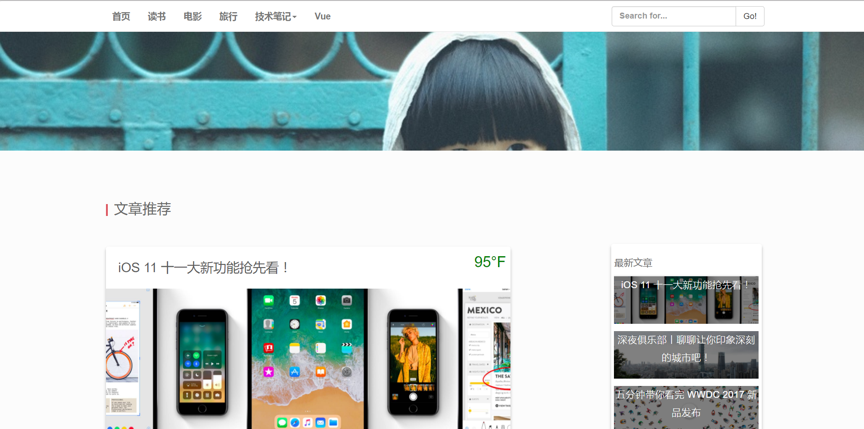 首页 读书 电影 旅行 技术笔记 Vue Search for... Go!
文章推荐
iOS 11 十一大新功能抢先看！
95°F
MEXICO
最新文章
iOS 11 十一大新功能抢先看！
深夜俱乐部丨聊聊让你印象深刻
的城市吧！
五分钟带你看完 WWDC 2017 新
品发布